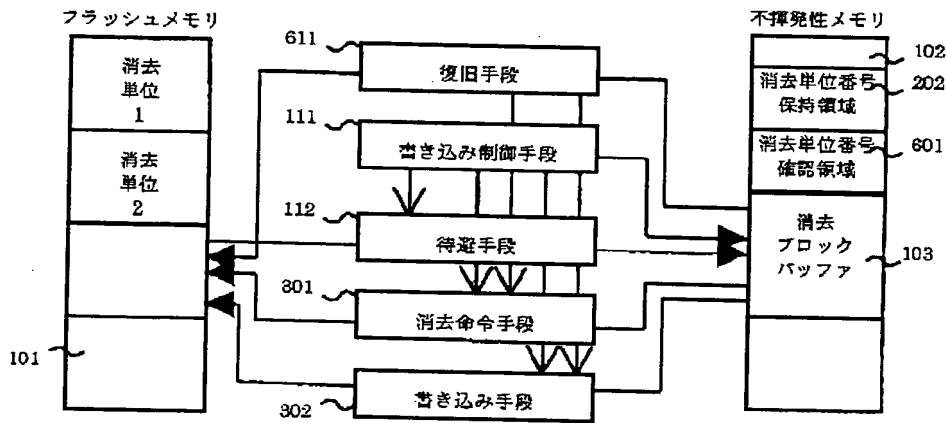 フラッシュメモリ
消去
単位
1
消去
単位
2
101
611
復旧手段
111
書き込み制御手段
112
待避手段
301
消去命令手段
302
書き込み手段
不揮発性メモリ
102
消去単位番号
保持領域
202
消去単位番号
確認領域
601
消去
ブロック
バッファ
103